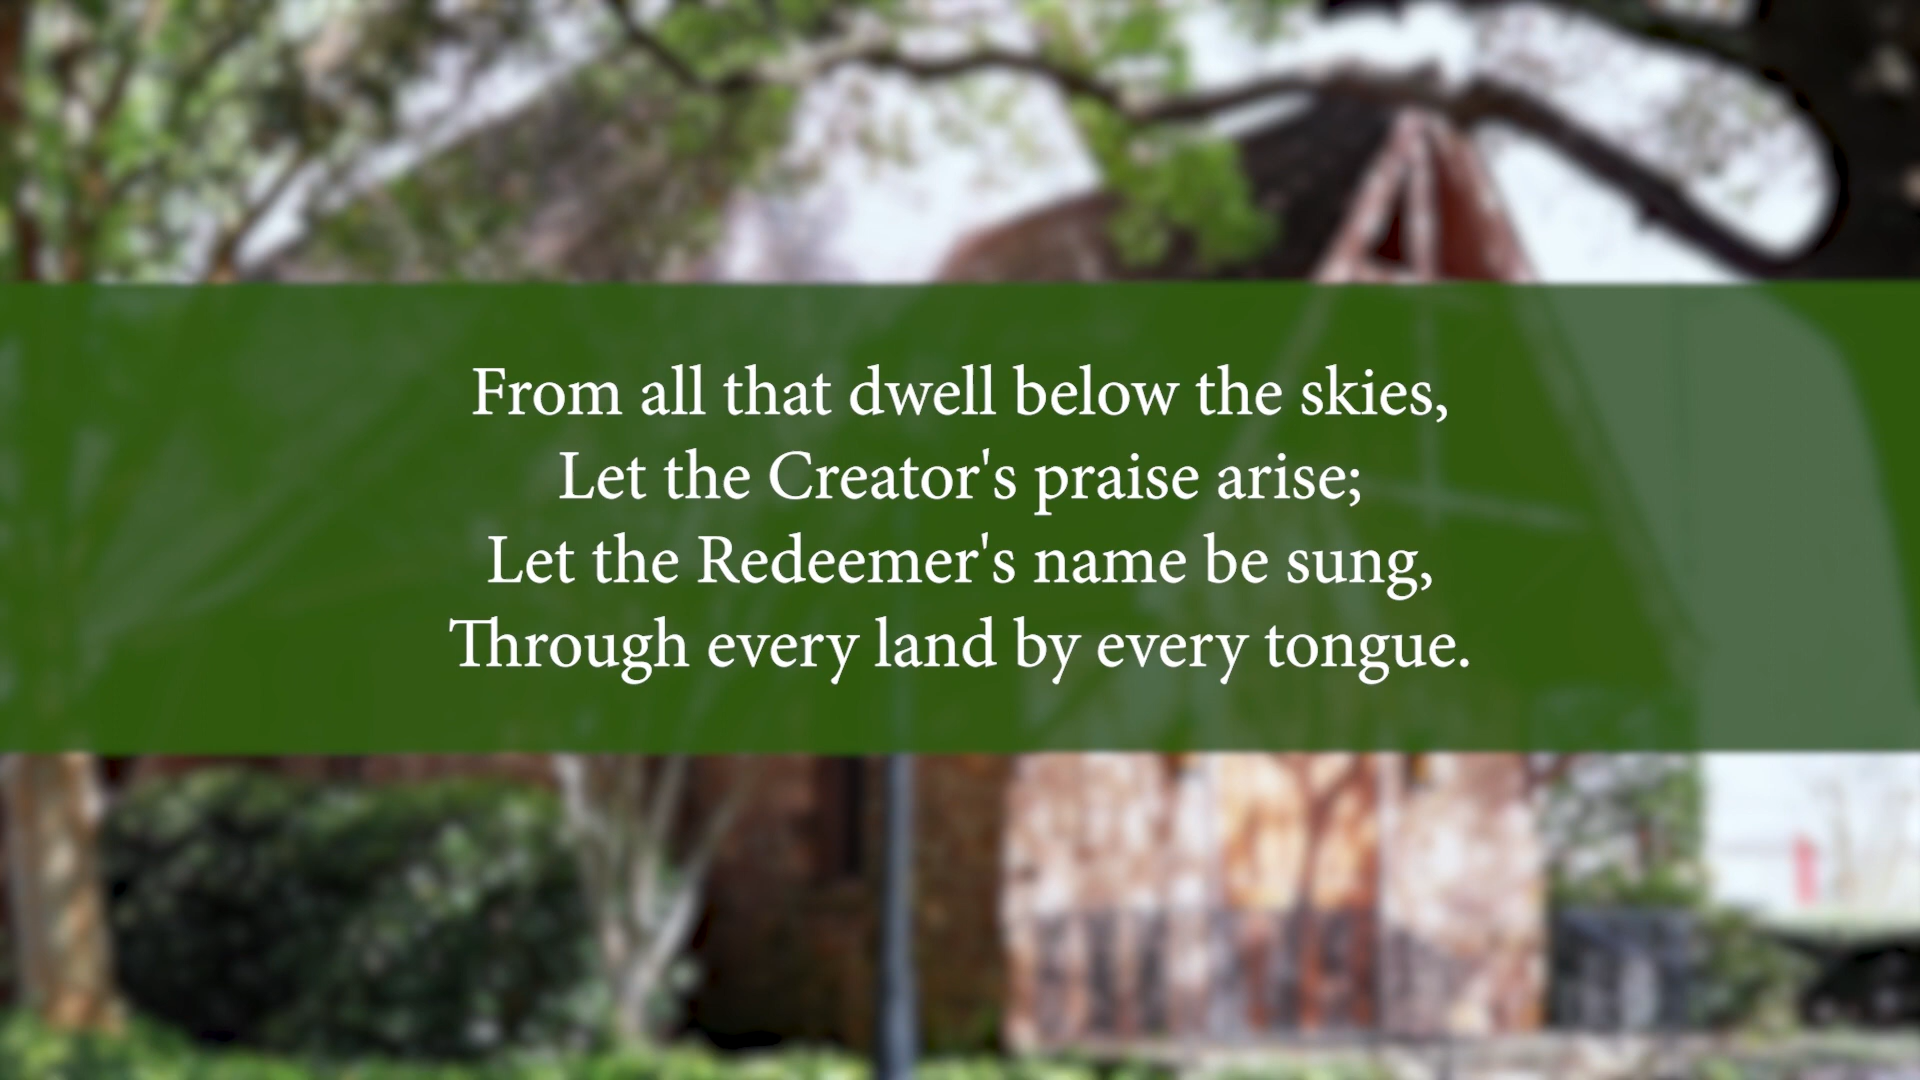 From all that dwell below the skies,
Let the Creator's praise arise;
Let the Redeemer's name be sung,
Through every land by every tongue.